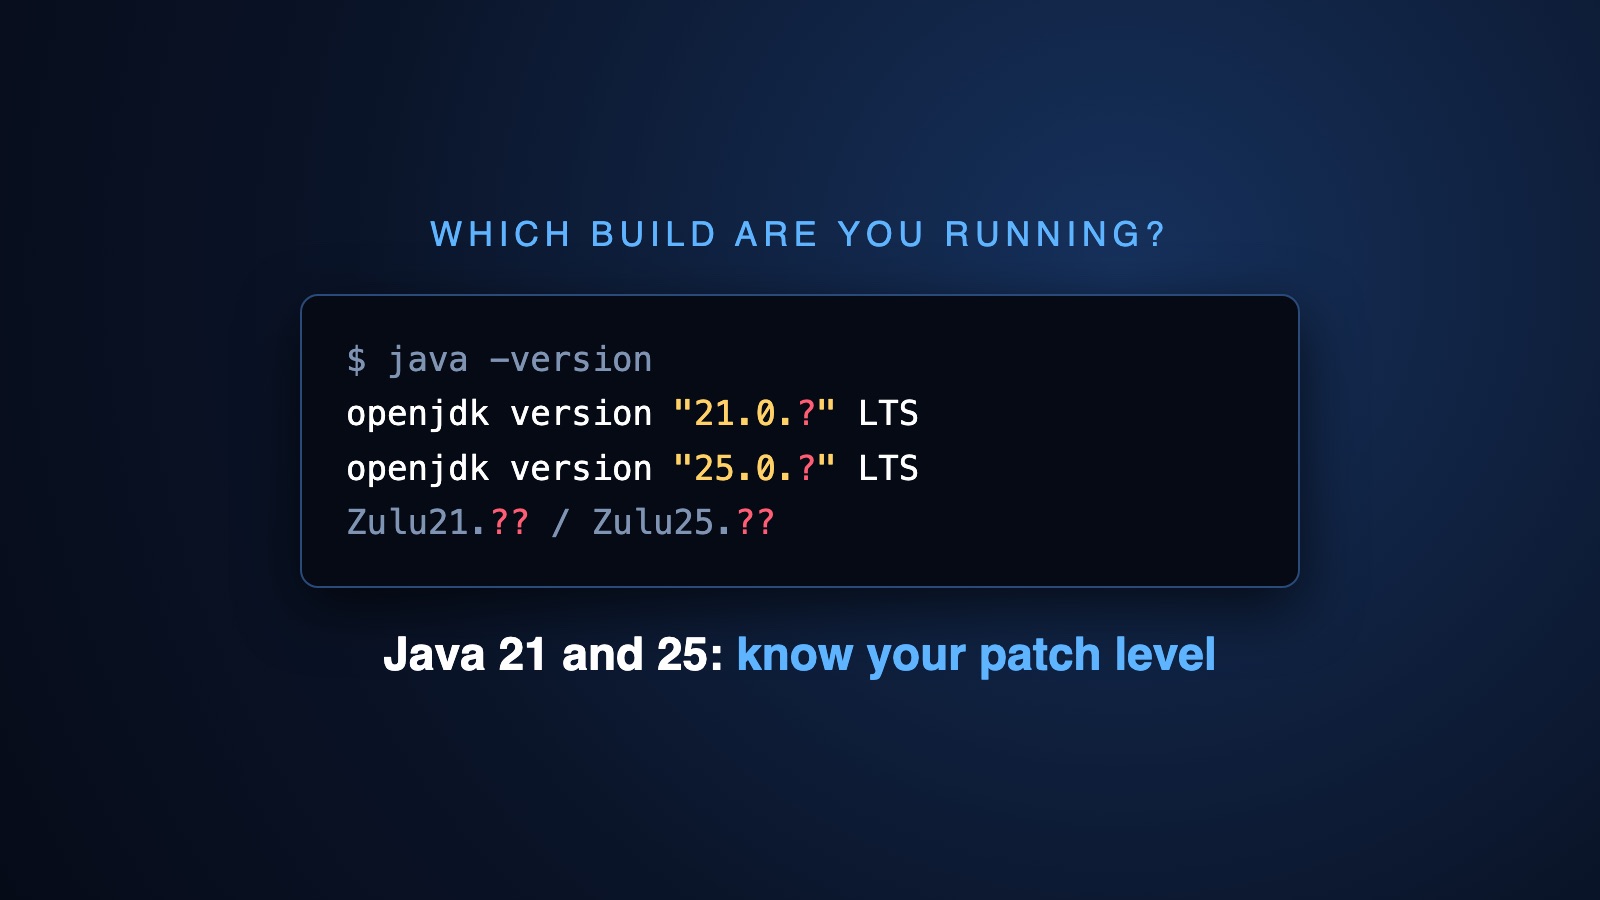 WHICH BUILD ARE YOU RUNNING?
$ java -version
openjdk version "21.0.?" LTS
openjdk version "25.0.?" LTS
Zulu21.?? / Zulu25.??
Java 21 and 25: know your patch level